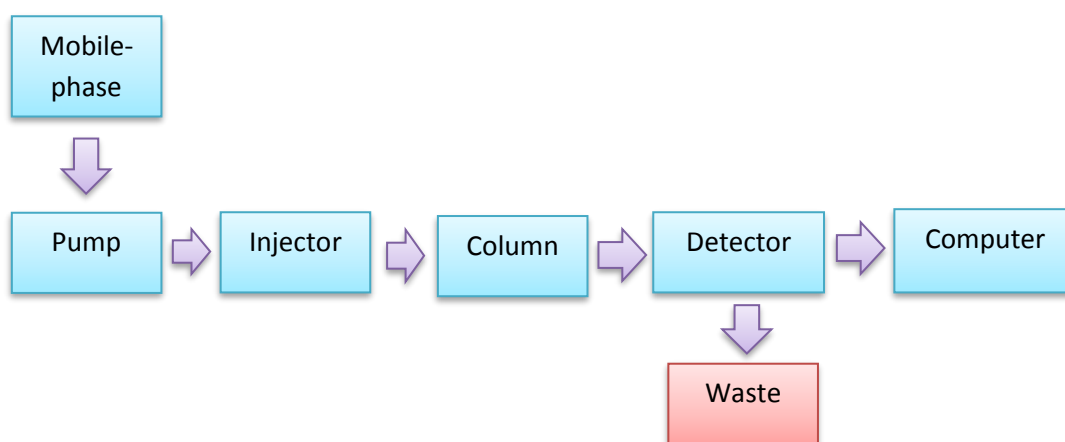 Mobile-
phase
Pump
Injector
Column
Detector
Computer
Waste